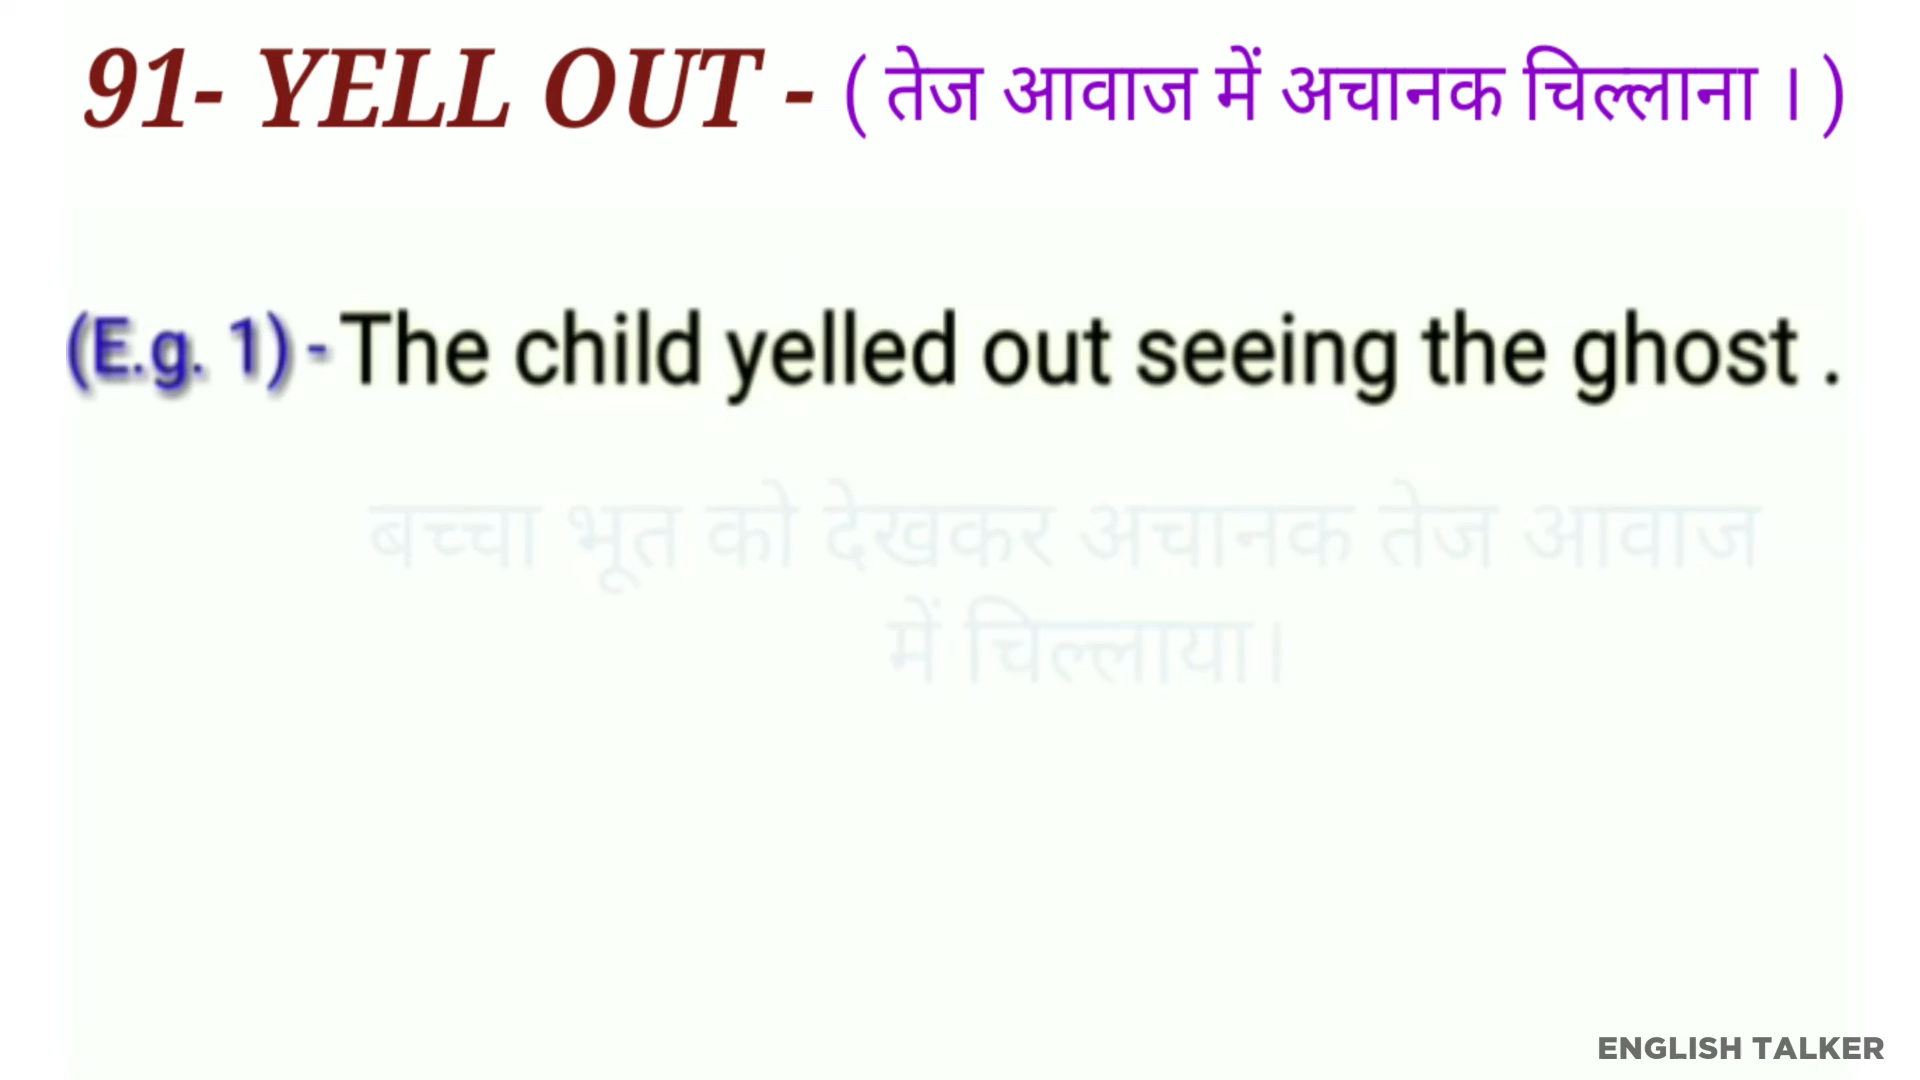 91- YELL OUT - ( तेज आवाज में अचानक चिल्लाना । )
(E.g. 1) - The child yelled out seeing the ghost .
बच्चा भूत को देखकर अचानक तेज आवाज
में चिल्लाया।
ENGLISH TALKER